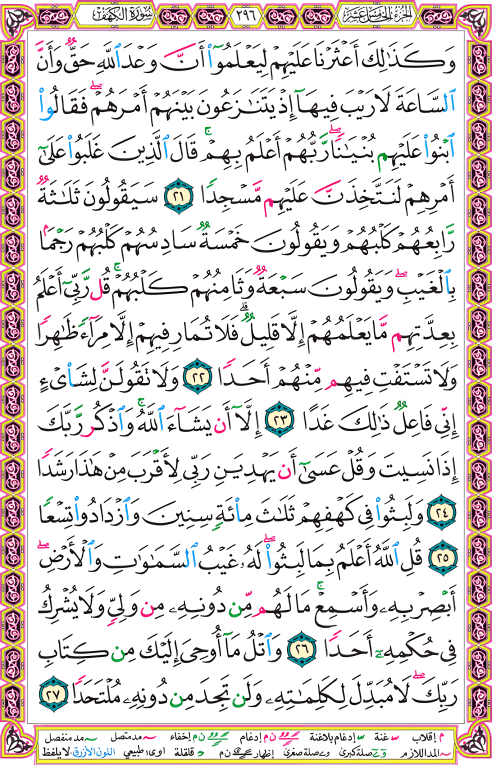 الجزء الخامس عشر ٢٩٦ سورة الكهف
وَكَذَٰلِكَ أَعْثَرْنَا عَلَيْهِمْ لِيَعْلَمُوٓا۟ أَنَّ وَعْدَ ٱللَّهِ حَقٌّ وَأَنَّ
ٱلسَّاعَةَ لَا رَيْبَ فِيهَآ إِذْ يَتَنَٰزَعُونَ بَيْنَهُمْ أَمْرَهُمْ ۖ فَقَالُوا۟
ٱبْنُوا۟ عَلَيْهِم بُنْيَٰنًا ۖ رَّبُّهُمْ أَعْلَمُ بِهِمْ ۚ قَالَ ٱلَّذِينَ غَلَبُوا۟ عَلَىٰٓ
أَمْرِهِمْ لَنَتَّخِذَنَّ عَلَيْهِم مَّسْجِدًا ٢١ سَيَقُولُونَ ثَلَٰثَةٌ
رَّابِعُهُمْ كَلْبُهُمْ وَيَقُولُونَ خَمْسَةٌ سَادِسُهُمْ كَلْبُهُمْ رَجْمًۢا
بِٱلْغَيْبِ ۖ وَيَقُولُونَ سَبْعَةٌ وَثَامِنُهُمْ كَلْبُهُمْ ۚ قُل رَّبِّىٓ أَعْلَمُ
بِعِدَّتِهِم مَّا يَعْلَمُهُمْ إِلَّا قَلِيلٌ ۗ فَلَا تُمَارِ فِيهِمْ إِلَّا مِرَآءً ظَٰهِرًا
وَلَا تَسْتَفْتِ فِيهِم مِّنْهُمْ أَحَدًا ٢٢ وَلَا تَقُولَنَّ لِشَا۟ىْءٍ
إِنِّى فَاعِلٌ ذَٰلِكَ غَدًا ٢٣ إِلَّآ أَن يَشَآءَ ٱللَّهُ ۚ وَٱذْكُر رَّبَّكَ
إِذَا نَسِيتَ وَقُلْ عَسَىٰٓ أَن يَهْدِيَنِ رَبِّى لِأَقْرَبَ مِنْ هَٰذَا رَشَدًا
٢٤ وَلَبِثُوا۟ فِى كَهْفِهِمْ ثَلَٰثَ مِا۟ئَةٍ سِنِينَ وَٱزْدَادُوا۟ تِسْعًا
٢٥ قُلِ ٱللَّهُ أَعْلَمُ بِمَا لَبِثُوا۟ ۖ لَهُۥ غَيْبُ ٱلسَّمَٰوَٰتِ وَٱلْأَرْضِ ۖ
أَبْصِرْ بِهِۦ وَأَسْمِعْ ۚ مَا لَهُم مِّن دُونِهِۦ مِن وَلِىٍّ وَلَا يُشْرِكُ
فِى حُكْمِهِۦٓ أَحَدًا ٢٦ وَٱتْلُ مَآ أُوحِىَ إِلَيْكَ مِن كِتَابِ
رَبِّكَ ۖ لَا مُبَدِّلَ لِكَلِمَٰتِهِۦ وَلَن تَجِدَ مِن دُونِهِۦ مُلْتَحَدًا ٢٧
م إقلاب س غنة إدغام بلاغنة ن م إدغام ن م إخفاء مد متصل مد منفصل
المد اللازم صلة كبرى صلة صغرى إظهار ن م قلقلة اوى طبيعي اللون الأزرق لا يلفظ